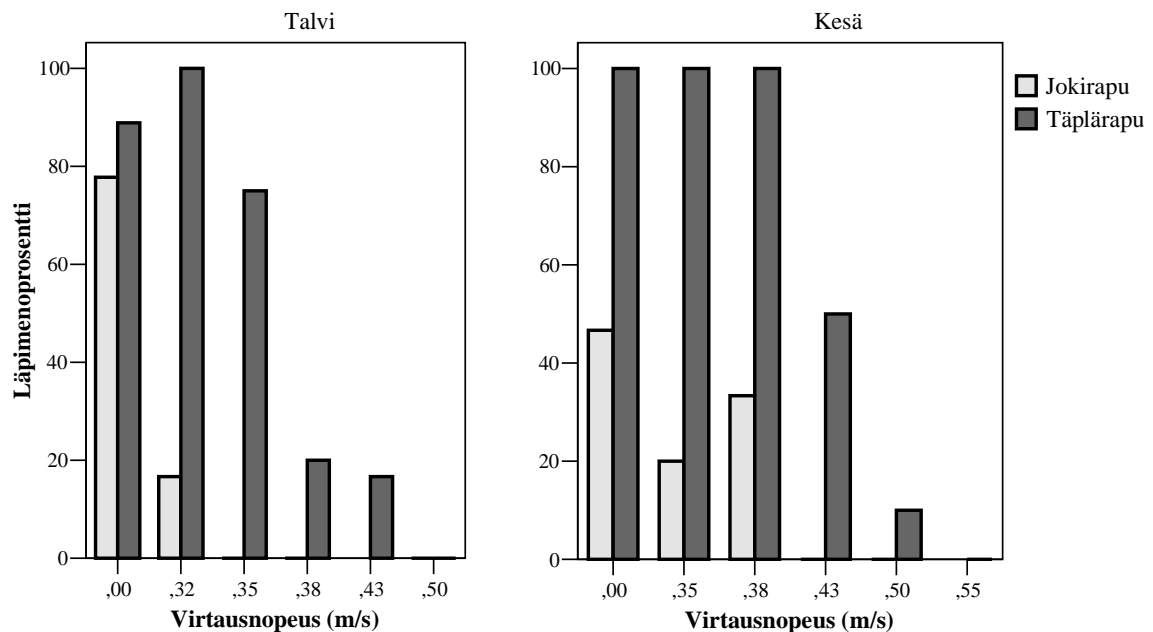 Talvi
Kesä
Jokirapu
Täplärapu
Läpimenoprosentti
100
80
60
40
20
0
,00 ,32 ,35 ,38 ,43 ,50
Virtausnopeus (m/s)
100
80
60
40
20
0
,00 ,35 ,38 ,43 ,50 ,55
Virtausnopeus (m/s)